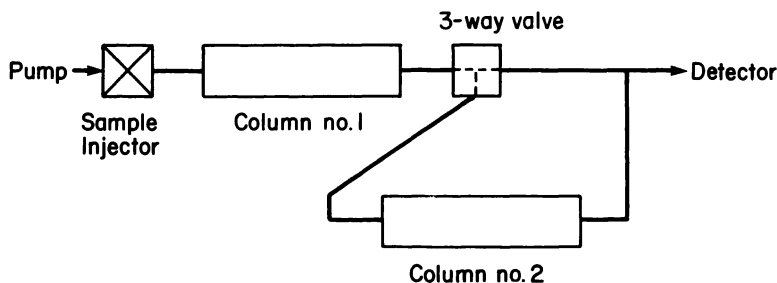 3-way valve
Pump
Detector
Sample
Injector
Column no. 1
Column no. 2